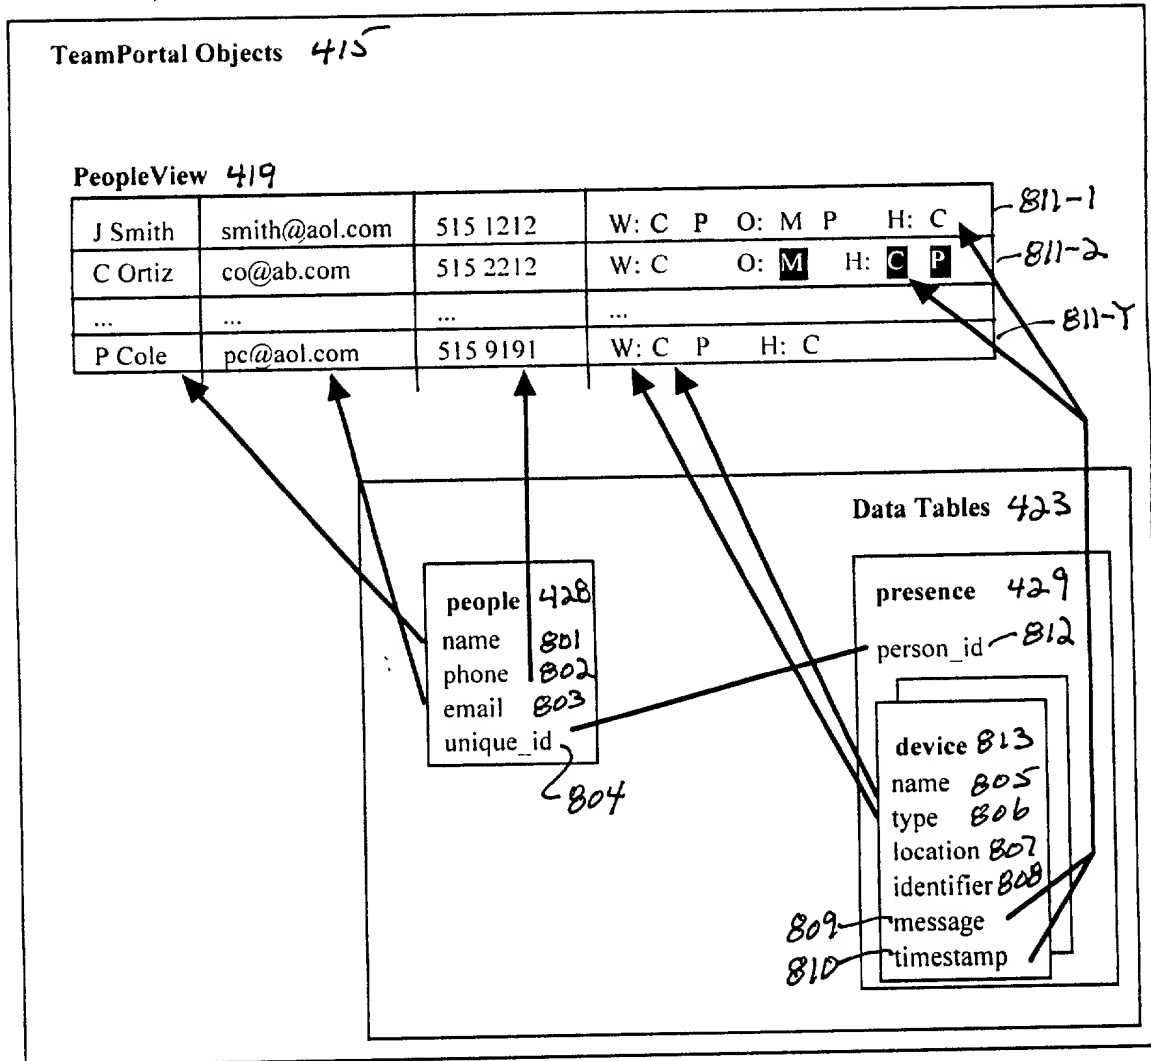 TeamPortal Objects 415
PeopleView 419
J Smith smith@aol.com 515 1212 W: C P O: M P H: C 811-1
C Ortiz co@ab.com 515 2212 W: C O: M H: C P 811-2
... ... ... ...
811-Y
P Cole pc@aol.com 515 9191 W: C P H: C
Data Tables 423
people 428
name 801
phone 802
email 803
unique_id
804
presence 429
person_id 812
device 813
name 805
type 806
location 807
identifier 808
809 message
810 timestamp